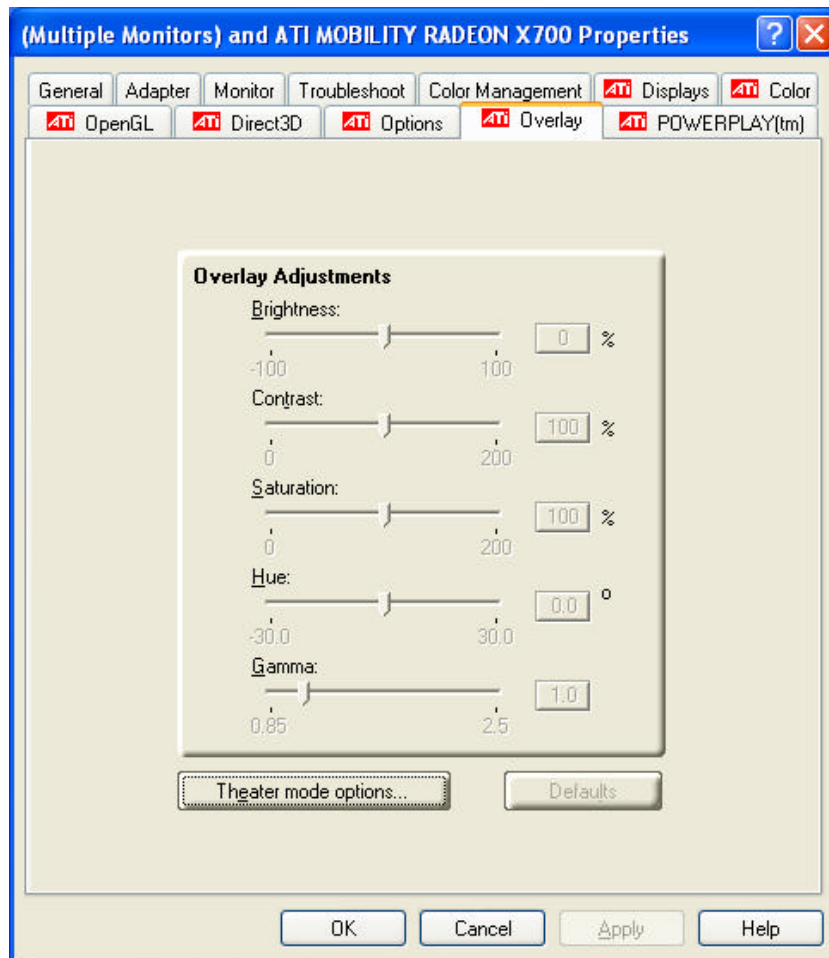 (Multiple Monitors) and ATI MOBILITY RADEON X700 Properties
General Adapter Monitor Troubleshoot Color Management ATI Displays ATI Color
ATI OpenGL ATI Direct3D ATI Options ATI Overlay ATI POWERPLAY(tm)
Overlay Adjustments
Brightness:
0 %
-100 100
Contrast:
100 %
0 200
Saturation:
100 %
0 200
Hue:
0.0 °
-30.0 30.0
Gamma:
1.0
0.85 2.5
Theater mode options... Defaults
OK Cancel Apply Help